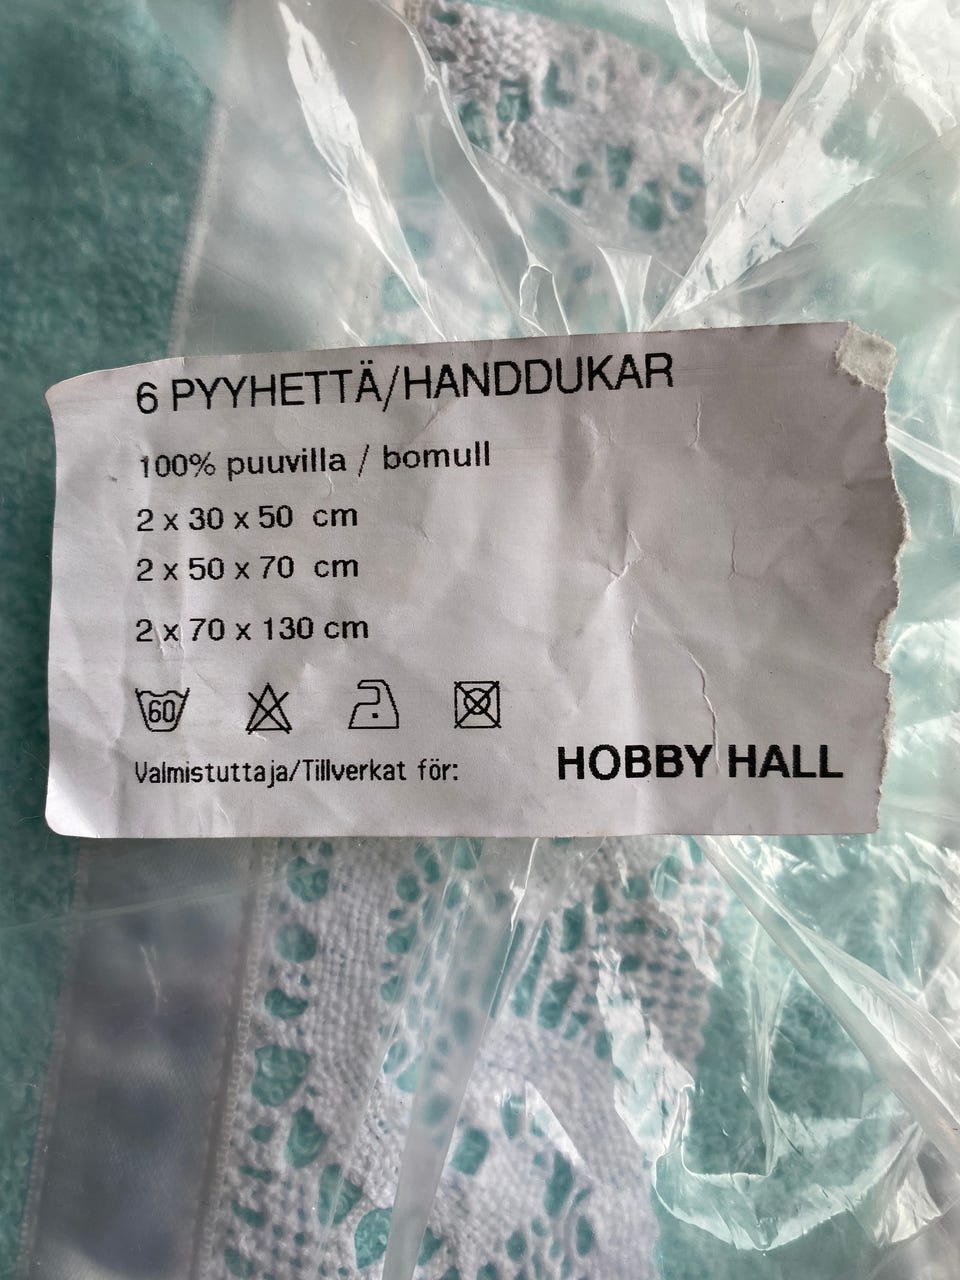 6 PYYHETTÄ/HANDDUKAR
100% puuvilla / bomull
2 x 30 x 50 cm
2 x 50 x 70 cm
2 x 70 x 130 cm
60
Valmistuttaja/Tillverkat för: HOBBY HALL